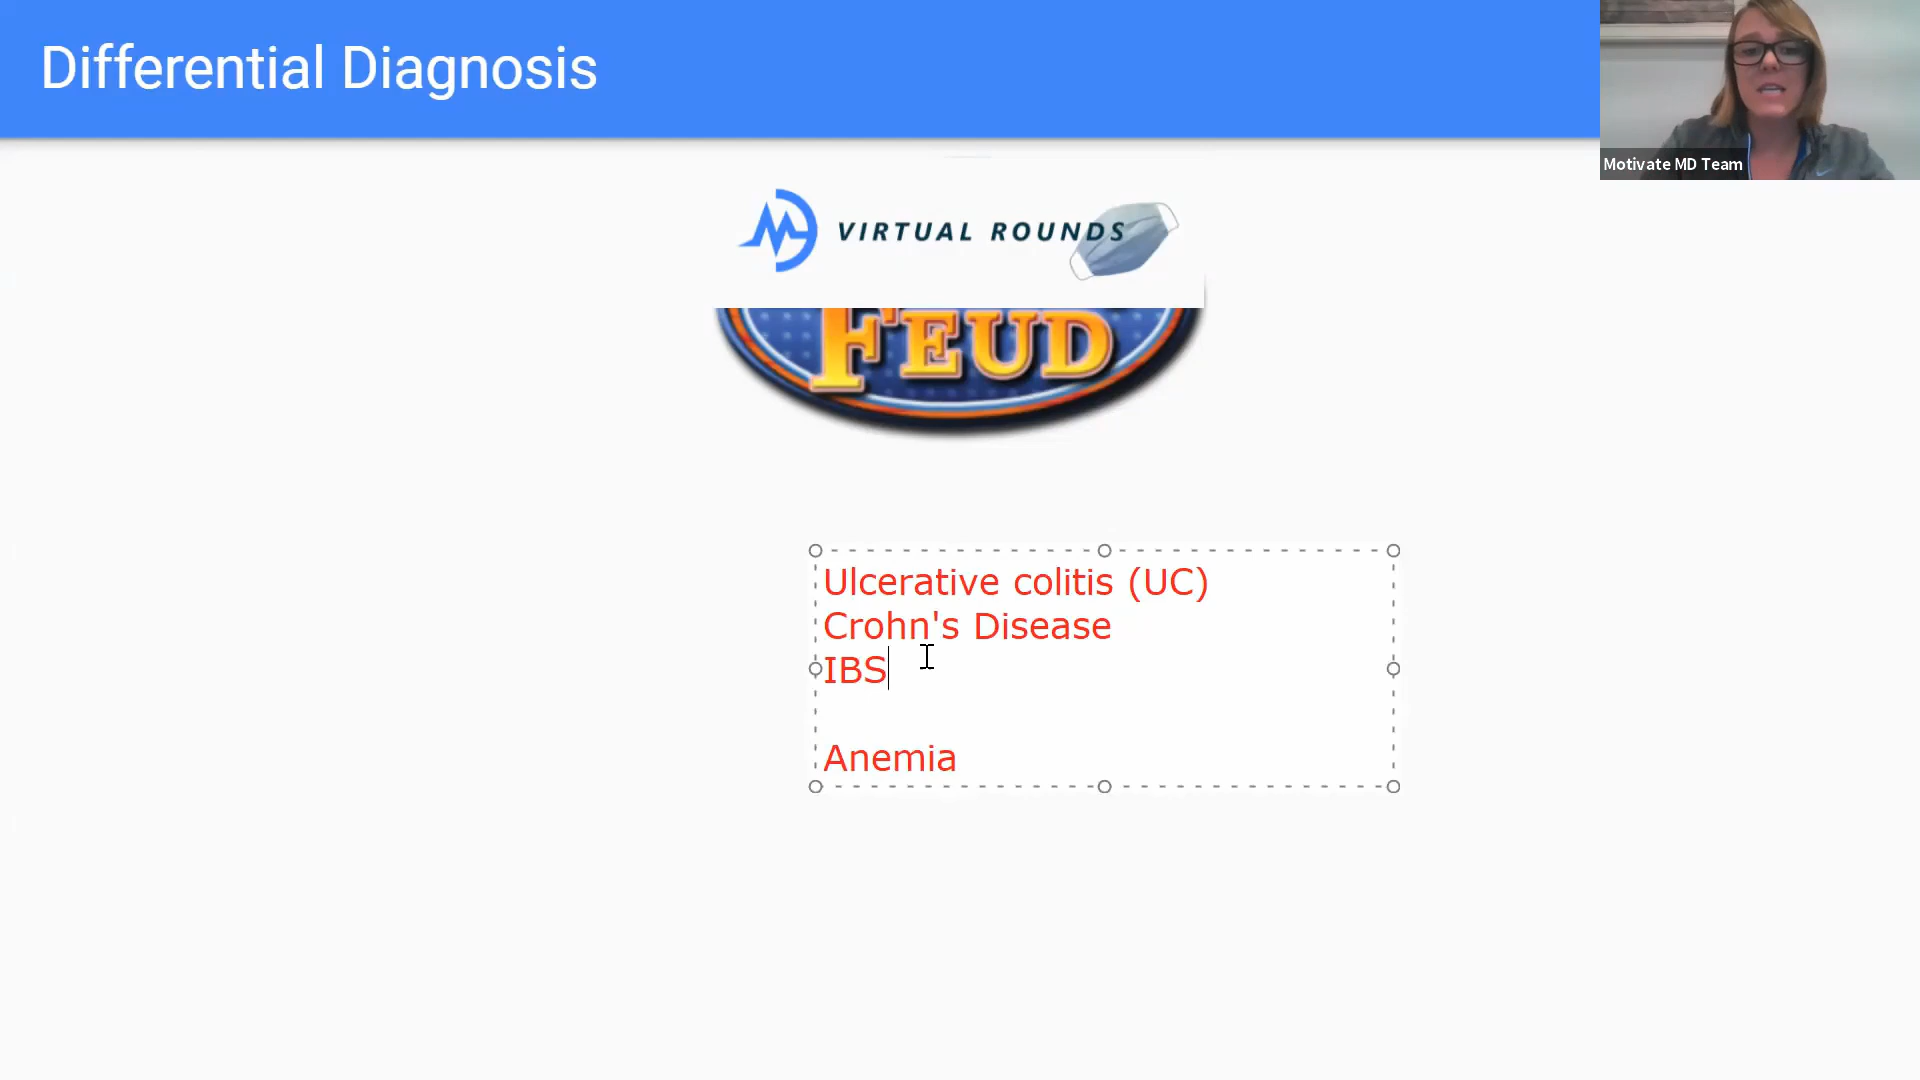 Differential Diagnosis
Motivate MD Team
VIRTUAL ROUNDS
FEUD
Ulcerative colitis (UC)
Crohn's Disease
IBS
Anemia